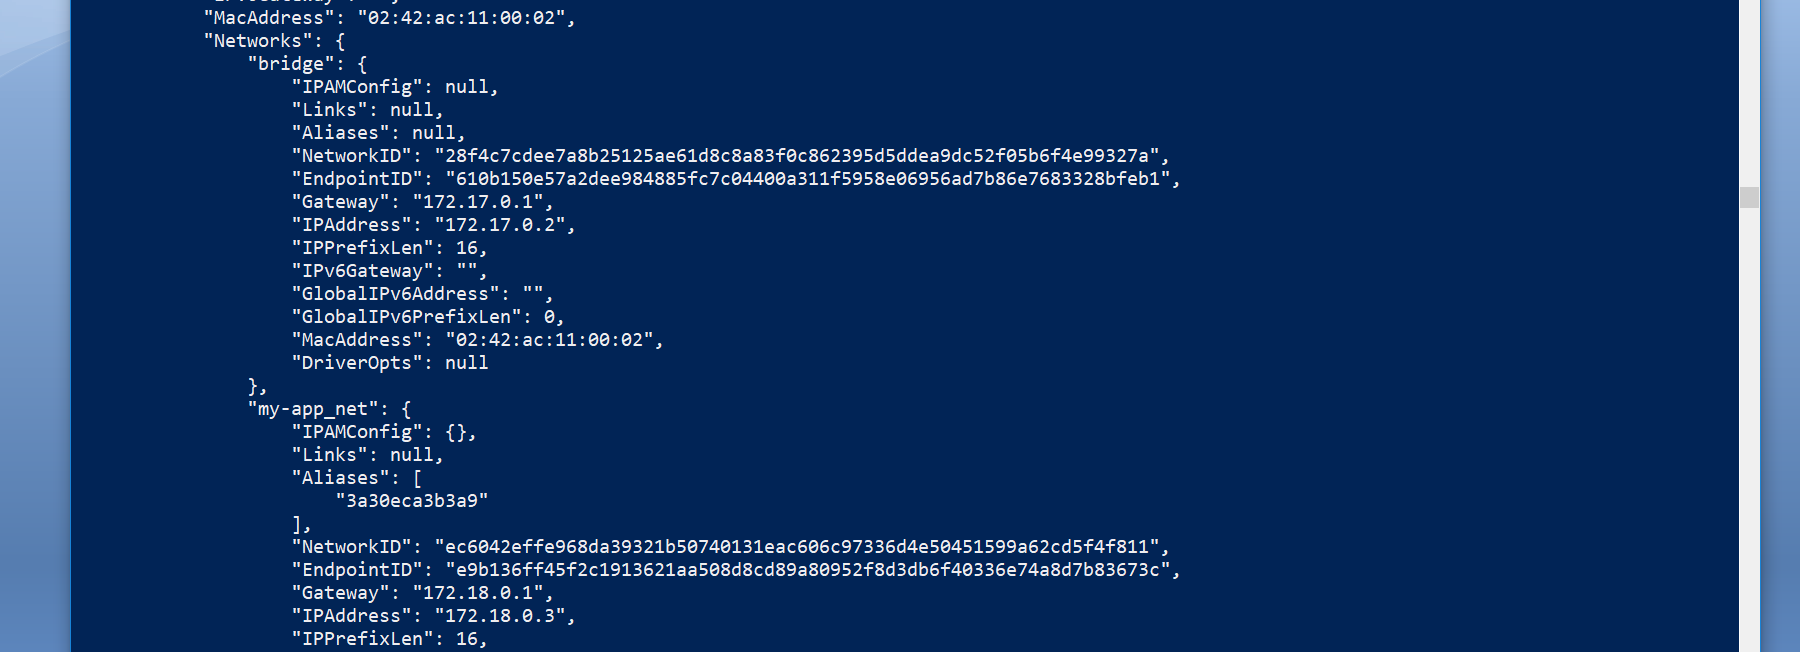 "MacAddress": "02:42:ac:11:00:02",
"Networks": {
"bridge": {
"IPAMConfig": null,
"Links": null,
"Aliases": null,
"NetworkID": "28f4c7cdee7a8b25125ae61d8c8a83f0c862395d5ddea9dc52f05b6f4e99327a",
"EndpointID": "610b150e57a2dee984885fc7c04400a311f5958e06956ad7b86e7683328bfeb1",
"Gateway": "172.17.0.1",
"IPAddress": "172.17.0.2",
"IPPrefixLen": 16,
"IPv6Gateway": "",
"GlobalIPv6Address": "",
"GlobalIPv6PrefixLen": 0,
"MacAddress": "02:42:ac:11:00:02",
"DriverOpts": null
},
"my-app_net": {
"IPAMConfig": {},
"Links": null,
"Aliases": [
"3a30eca3b3a9"
],
"NetworkID": "ec6042effe968da39321b50740131eac606c97336d4e50451599a62cd5f4f811",
"EndpointID": "e9b136ff45f2c1913621aa508d8cd89a80952f8d3db6f40336e74a8d7b83673c",
"Gateway": "172.18.0.1",
"IPAddress": "172.18.0.3",
"IPPrefixLen": 16,